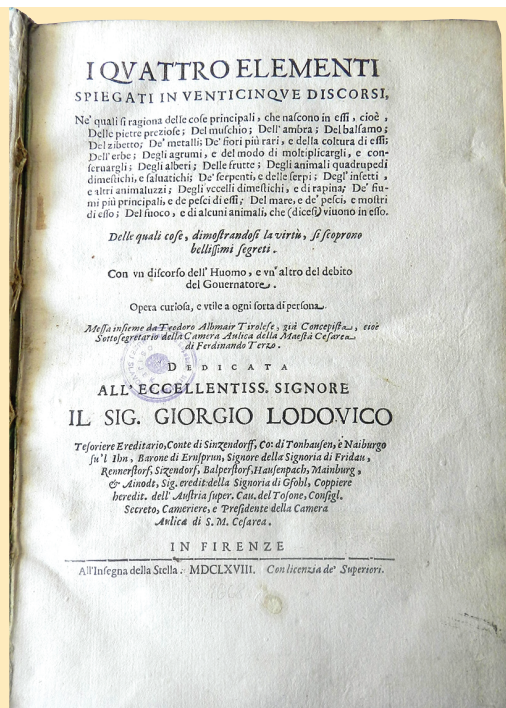 I QVATTRO ELEMENTI
SPIEGATI IN VENTICINQVE DISCORSI,
Ne' quali si ragiona delle cose principali, che nascono in essi, cioè,
Delle pietre preziose; Del muschio; Dell'ambra; Del balsamo;
Del zibetto; De' metalli; De' fiori più rari, e della coltura di essi;
Dell'erbe; Degli agrumi, e del modo di moltiplicargli, e con-
seruargli; Degli alberi; Delle frutte; Degli animali quadrupedi
dimestichi, e saluatichi; De' serpenti, e delle serpi; Degl' insetti,
e altri animaluzzi; Degli vccelli dimestichi, e di rapina; De' fiu-
mi più principali, e de pesci di essi; Del mare, e de' pesci, e mostri
di esso; Del fuoco, e di alcuni animali, che (dicesi) viuono in esso.
Delle quali cose, dimostrandosi la virtù, si scoprono
bellissimi segreti.
Con vn discorso dell' Huomo, e vn' altro del debito
del Gouernatore.
Opera curiosa, e vtile a ogni sorta di persona.
Messa insieme da Teodoro Albmair Tirolese, già Concepista, cioè
Sottosegretario della Camera Aulica della Maestà Cesarea
di Ferdinando Terzo.
DEDICATA
ALL' ECCELLENTISS. SIGNORE
IL SIG. GIORGIO LODOVICO
Tesoriere Ereditario, Conte di Sinzendorff, Co: di Tonhausen, è Naiburgo
su'l Ihn, Barone di Ernsprun, Signore della Signoria di Fridau,
Rennerstorf, Sizendorf, Balperstorf, Hausenpach, Mainburg,
& Ainodt, Sig. eredit: della Signoria di Gsohl, Coppiere
heredit. dell' Austria super. Cau. del Tosone, Consigl.
Secreto, Cameriere, e Presidente della Camera
Aulica di S. M. Cesarea.
IN FIRENZE
All'Insegna della Stella. MDCLXVIII. Con licenzia de' Superiori.
1668